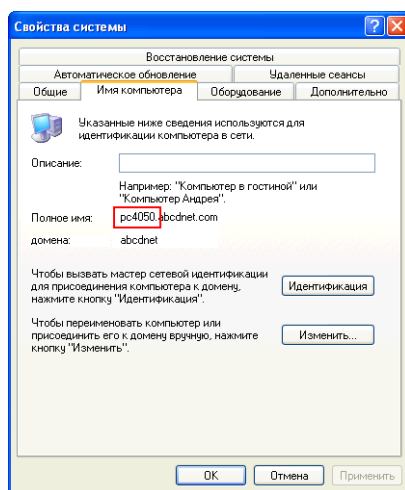 Свойства системы
Восстановление системы
Автоматическое обновление Удаленные сеансы
Общие Имя компьютера Оборудование Дополнительно
Указанные ниже сведения используются для
идентификации компьютера в сети.
Описание:
Например: "Компьютер в гостиной" или
"Компьютер Андрея".
Полное имя: pc4050.abcdnet.com
домена: abcdnet
Чтобы вызвать мастер сетевой идентификации
для присоединения компьютера к домену,
нажмите кнопку "Идентификация".
Идентификация
Чтобы переименовать компьютер или
присоединить его к домену вручную, нажмите
кнопку "Изменить".
Изменить...
OK Отмена Применить